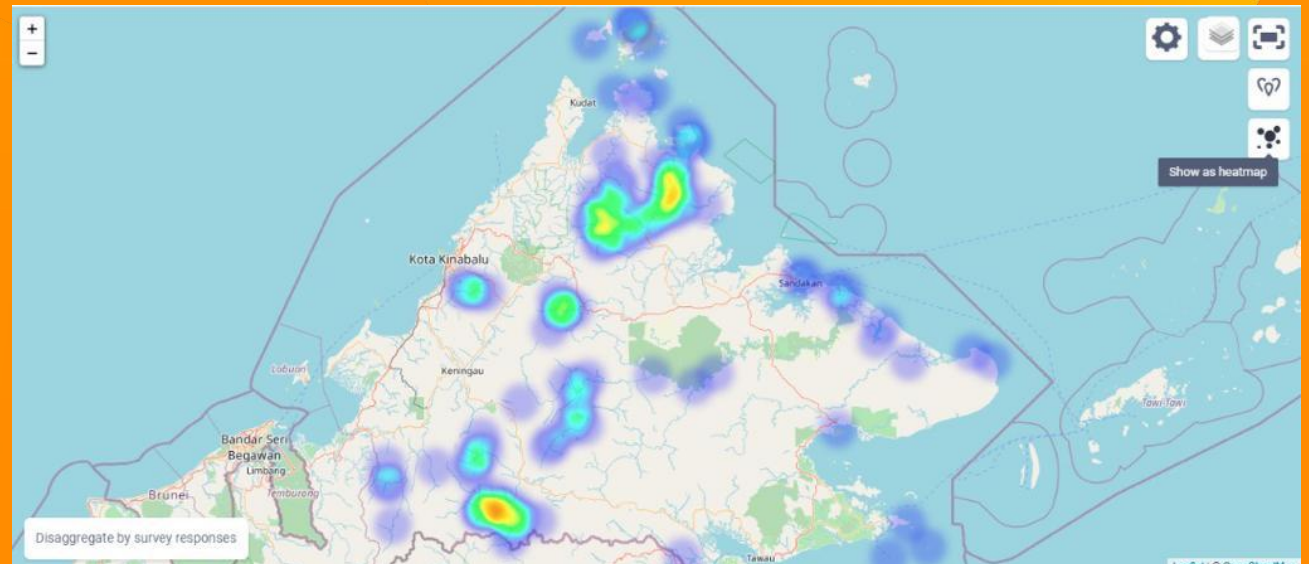 +
−
Kudat
Show as heatmap
Kota Kinabalu
Sandakan
Labuan
Keningau
Tawi-Tawi
Bandar Seri
Begawan
Limbang
Brunei
Temburong
Disaggregate by survey responses
Tawau